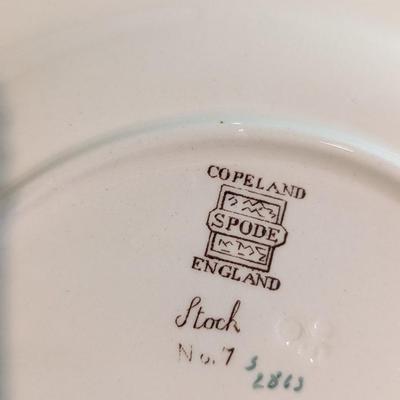 COPELAND
SPODE
ENGLAND
Stock
No. 7
S
2863